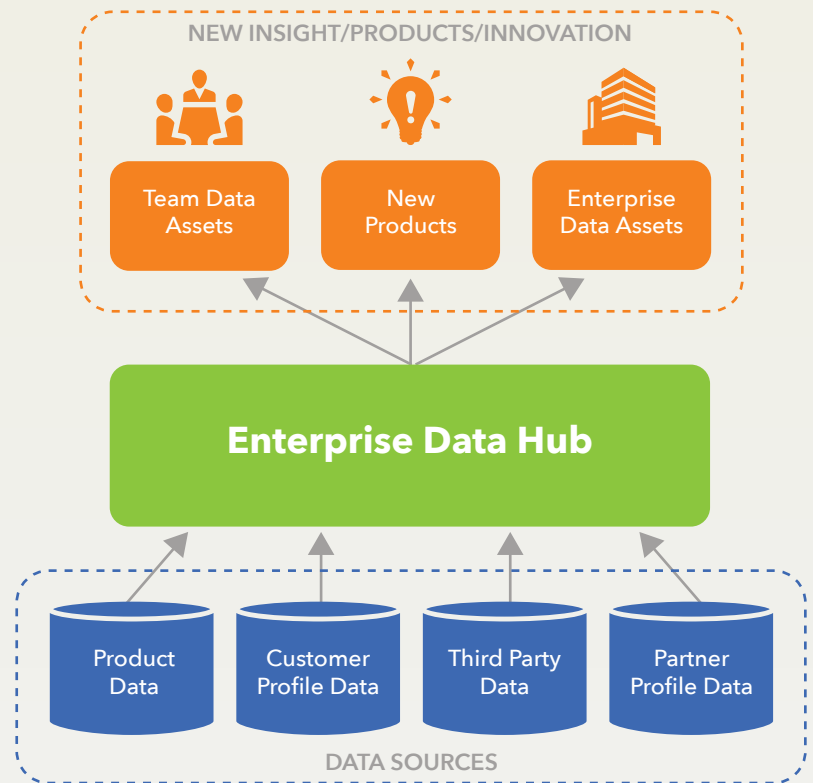 NEW INSIGHT/PRODUCTS/INNOVATION
Team Data
Assets
New
Products
Enterprise
Data Assets
Enterprise Data Hub
Product
Data
Customer
Profile Data
Third Party
Data
Partner
Profile Data
DATA SOURCES